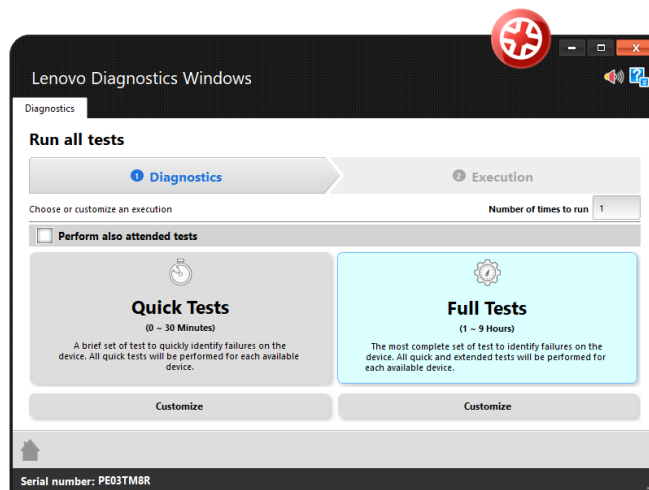 Lenovo Diagnostics Windows
Diagnostics
Run all tests
1 Diagnostics
2 Execution
Choose or customize an execution
Number of times to run 1
Perform also attended tests
Quick Tests
(0 ~ 30 Minutes)
A brief set of test to quickly identify failures on the
device. All quick tests will be performed for each available
device.
Full Tests
(1 ~ 9 Hours)
The most complete set of test to identify failures on the
device. All quick and extended tests will be performed for
each available device.
Customize
Customize
Serial number: PE03TM8R